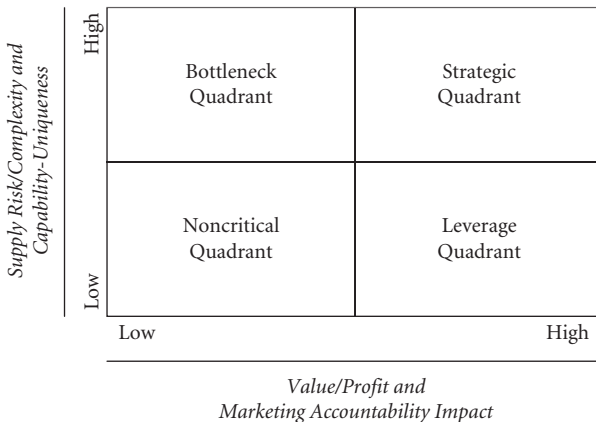 Supply Risk/Complexity and
Capability-Uniqueness
High
Low
Bottleneck
Quadrant
Strategic
Quadrant
Noncritical
Quadrant
Leverage
Quadrant
Low
High
Value/Profit and
Marketing Accountability Impact